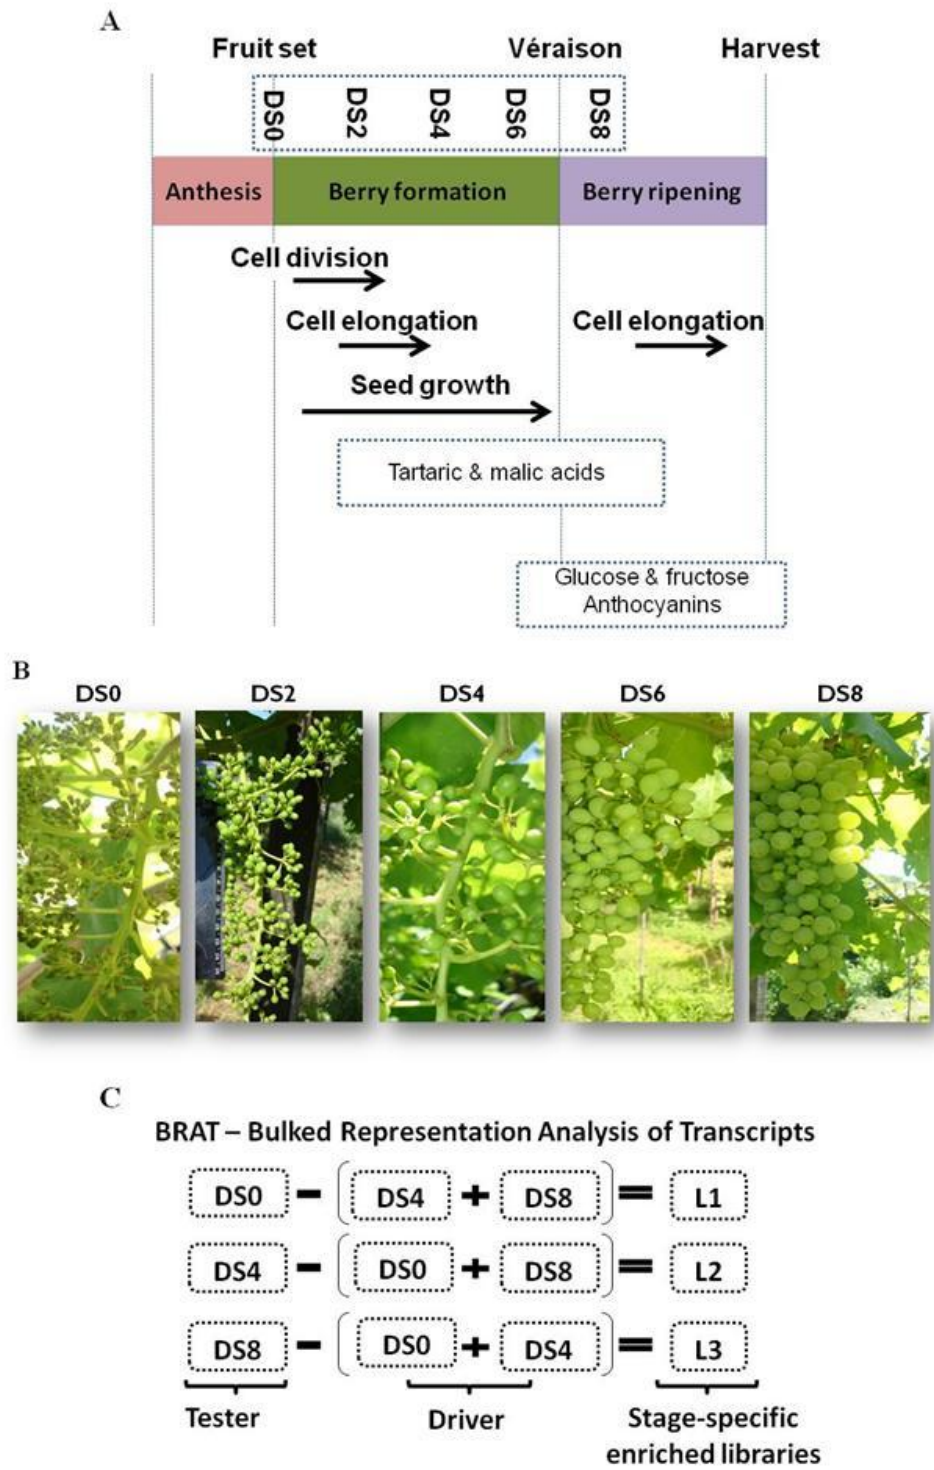 A
Fruit set Véraison Harvest
DS0 DS2 DS4 DS6 DS8
Anthesis Berry formation Berry ripening
Cell division
Cell elongation Cell elongation
Seed growth
Tartaric & malic acids
Glucose & fructose
Anthocyanins
B
DS0 DS2 DS4 DS6 DS8
C
BRAT – Bulked Representation Analysis of Transcripts
DS0 - (DS4 + DS8) = L1
DS4 - (DS0 + DS8) = L2
DS8 - (DS0 + DS4) = L3
Tester Driver Stage-specific
enriched libraries